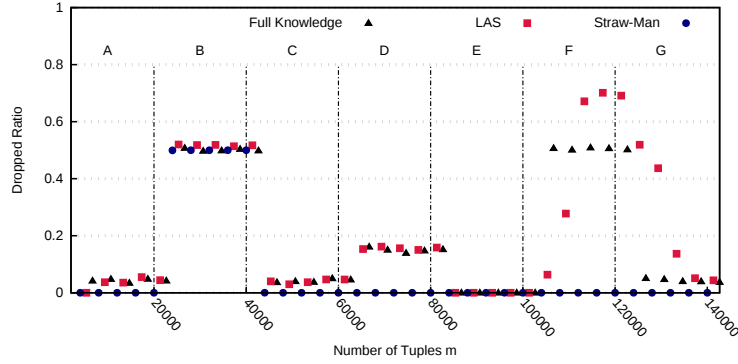 Full Knowledge LAS Straw-Man
A B C D E F G
1
0.8
0.6
0.4
0.2
0
Dropped Ratio
20000 40000 60000 80000 100000 120000 140000
Number of Tuples m